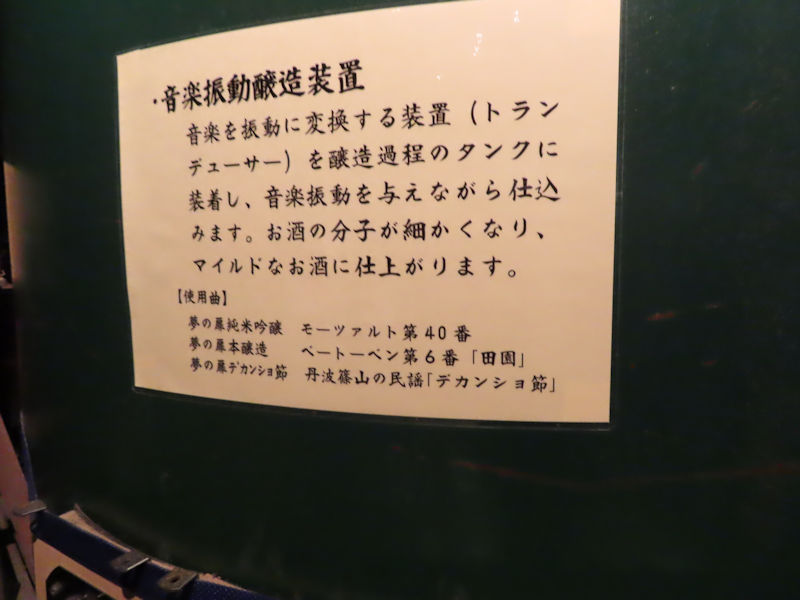 ・音楽振動醸造装置
音楽を振動に変換する装置（トラン
デューサー）を醸造過程のタンクに
装着し、音楽振動を与えながら仕込
みます。お酒の分子が細かくなり、
マイルドなお酒に仕上がります。
【使用曲】
夢の扉純米吟醸 モーツァルト第40番
夢の扉本醸造 ベートーベン第6番「田園」
夢の扉デカンショ節 丹波篠山の民謡「デカンショ節」